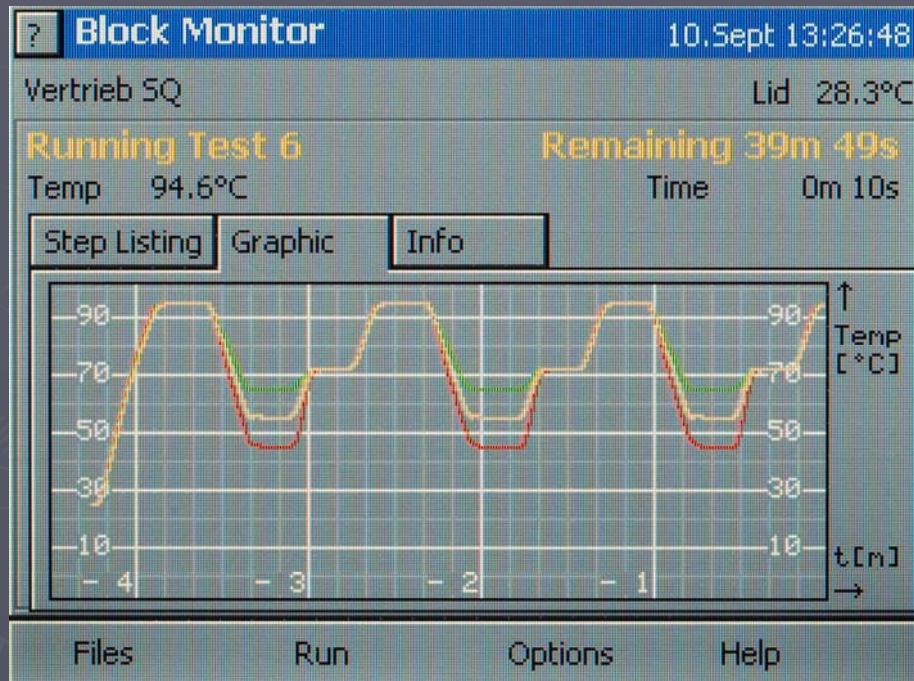 ? Block Monitor 10.Sept 13:26:48
Vertrieb SQ Lid 28.3°C
Running Test 6 Remaining 39m 49s
Temp 94.6°C Time 0m 10s
Step Listing Graphic Info
90 90 ↑
Temp
[°C]
70 70
50 50
30 30
10 10
t[m]
- 4 - 3 - 2 - 1 →
Files Run Options Help